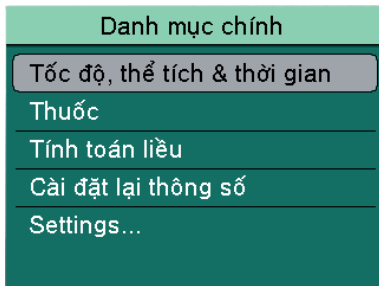 Danh mục chính
Tốc độ, thể tích & thời gian
Thuốc
Tính toán liều
Cài đặt lại thông số
Settings...